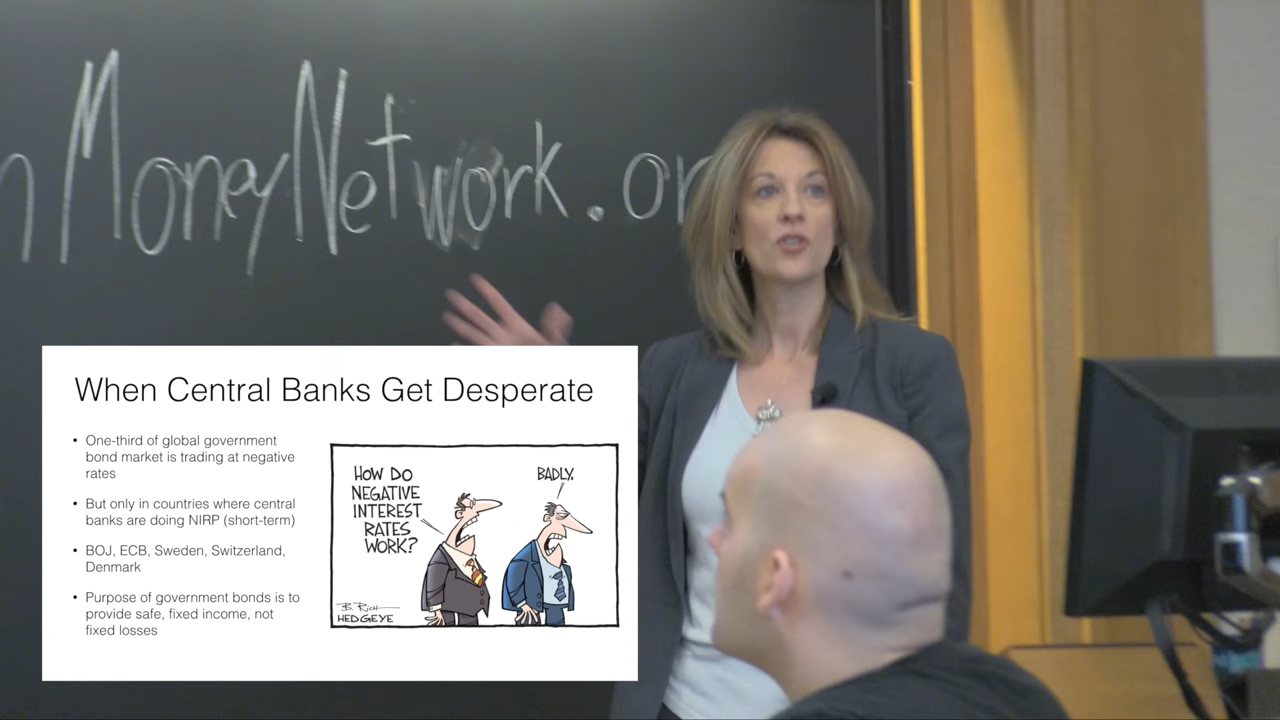 MoneyNetwork.or
When Central Banks Get Desperate
• One-third of global government
bond market is trading at negative
rates
• But only in countries where central
banks are doing NIRP (short-term)
• BOJ, ECB, Sweden, Switzerland,
Denmark
• Purpose of government bonds is to
provide safe, fixed income, not
fixed losses
HOW DO
NEGATIVE
INTEREST
RATES
WORK?
BADLY.
B. Rich
HEDGEYE